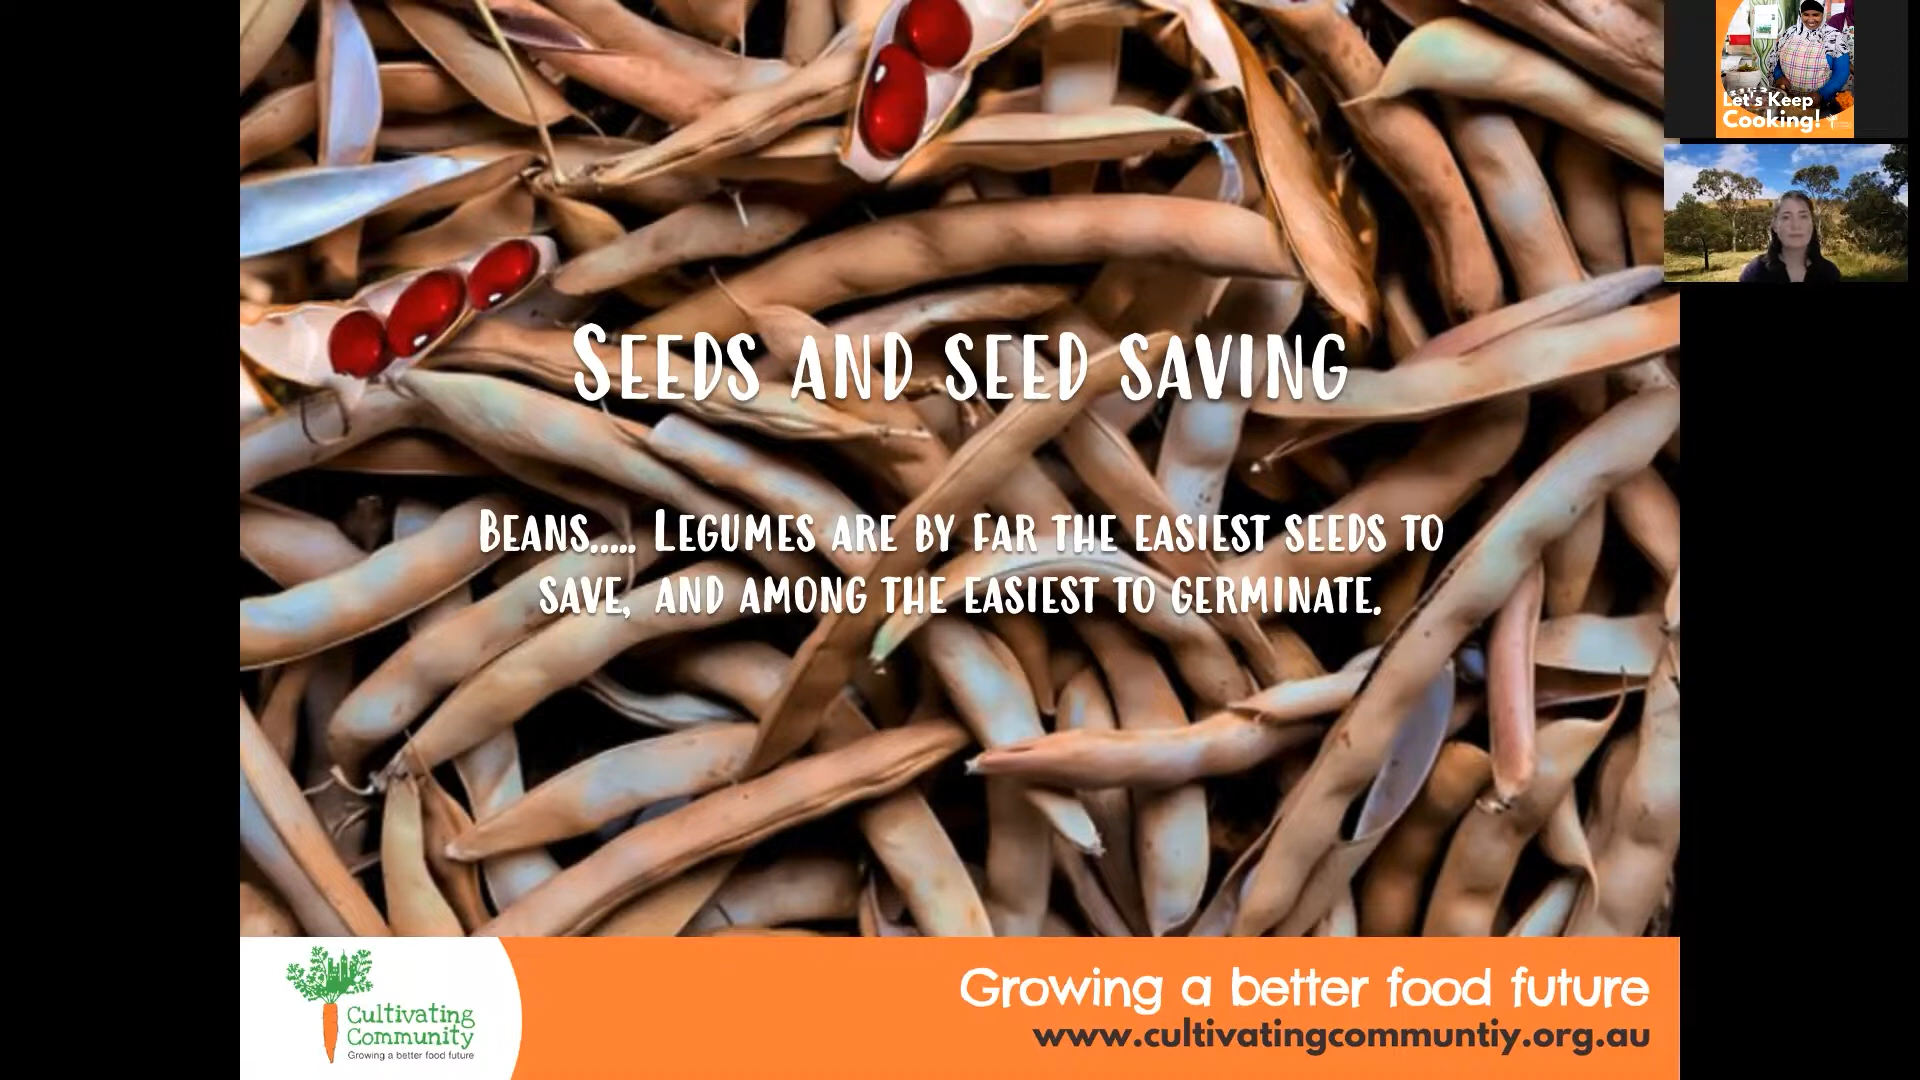 Let's Keep
Cooking!
SEEDS AND SEED SAVING
BEANS..... LEGUMES ARE BY FAR THE EASIEST SEEDS TO
SAVE, AND AMONG THE EASIEST TO GERMINATE.
Cultivating
Community
Growing a better food future
Growing a better food future
www.cultivatingcommuntiy.org.au